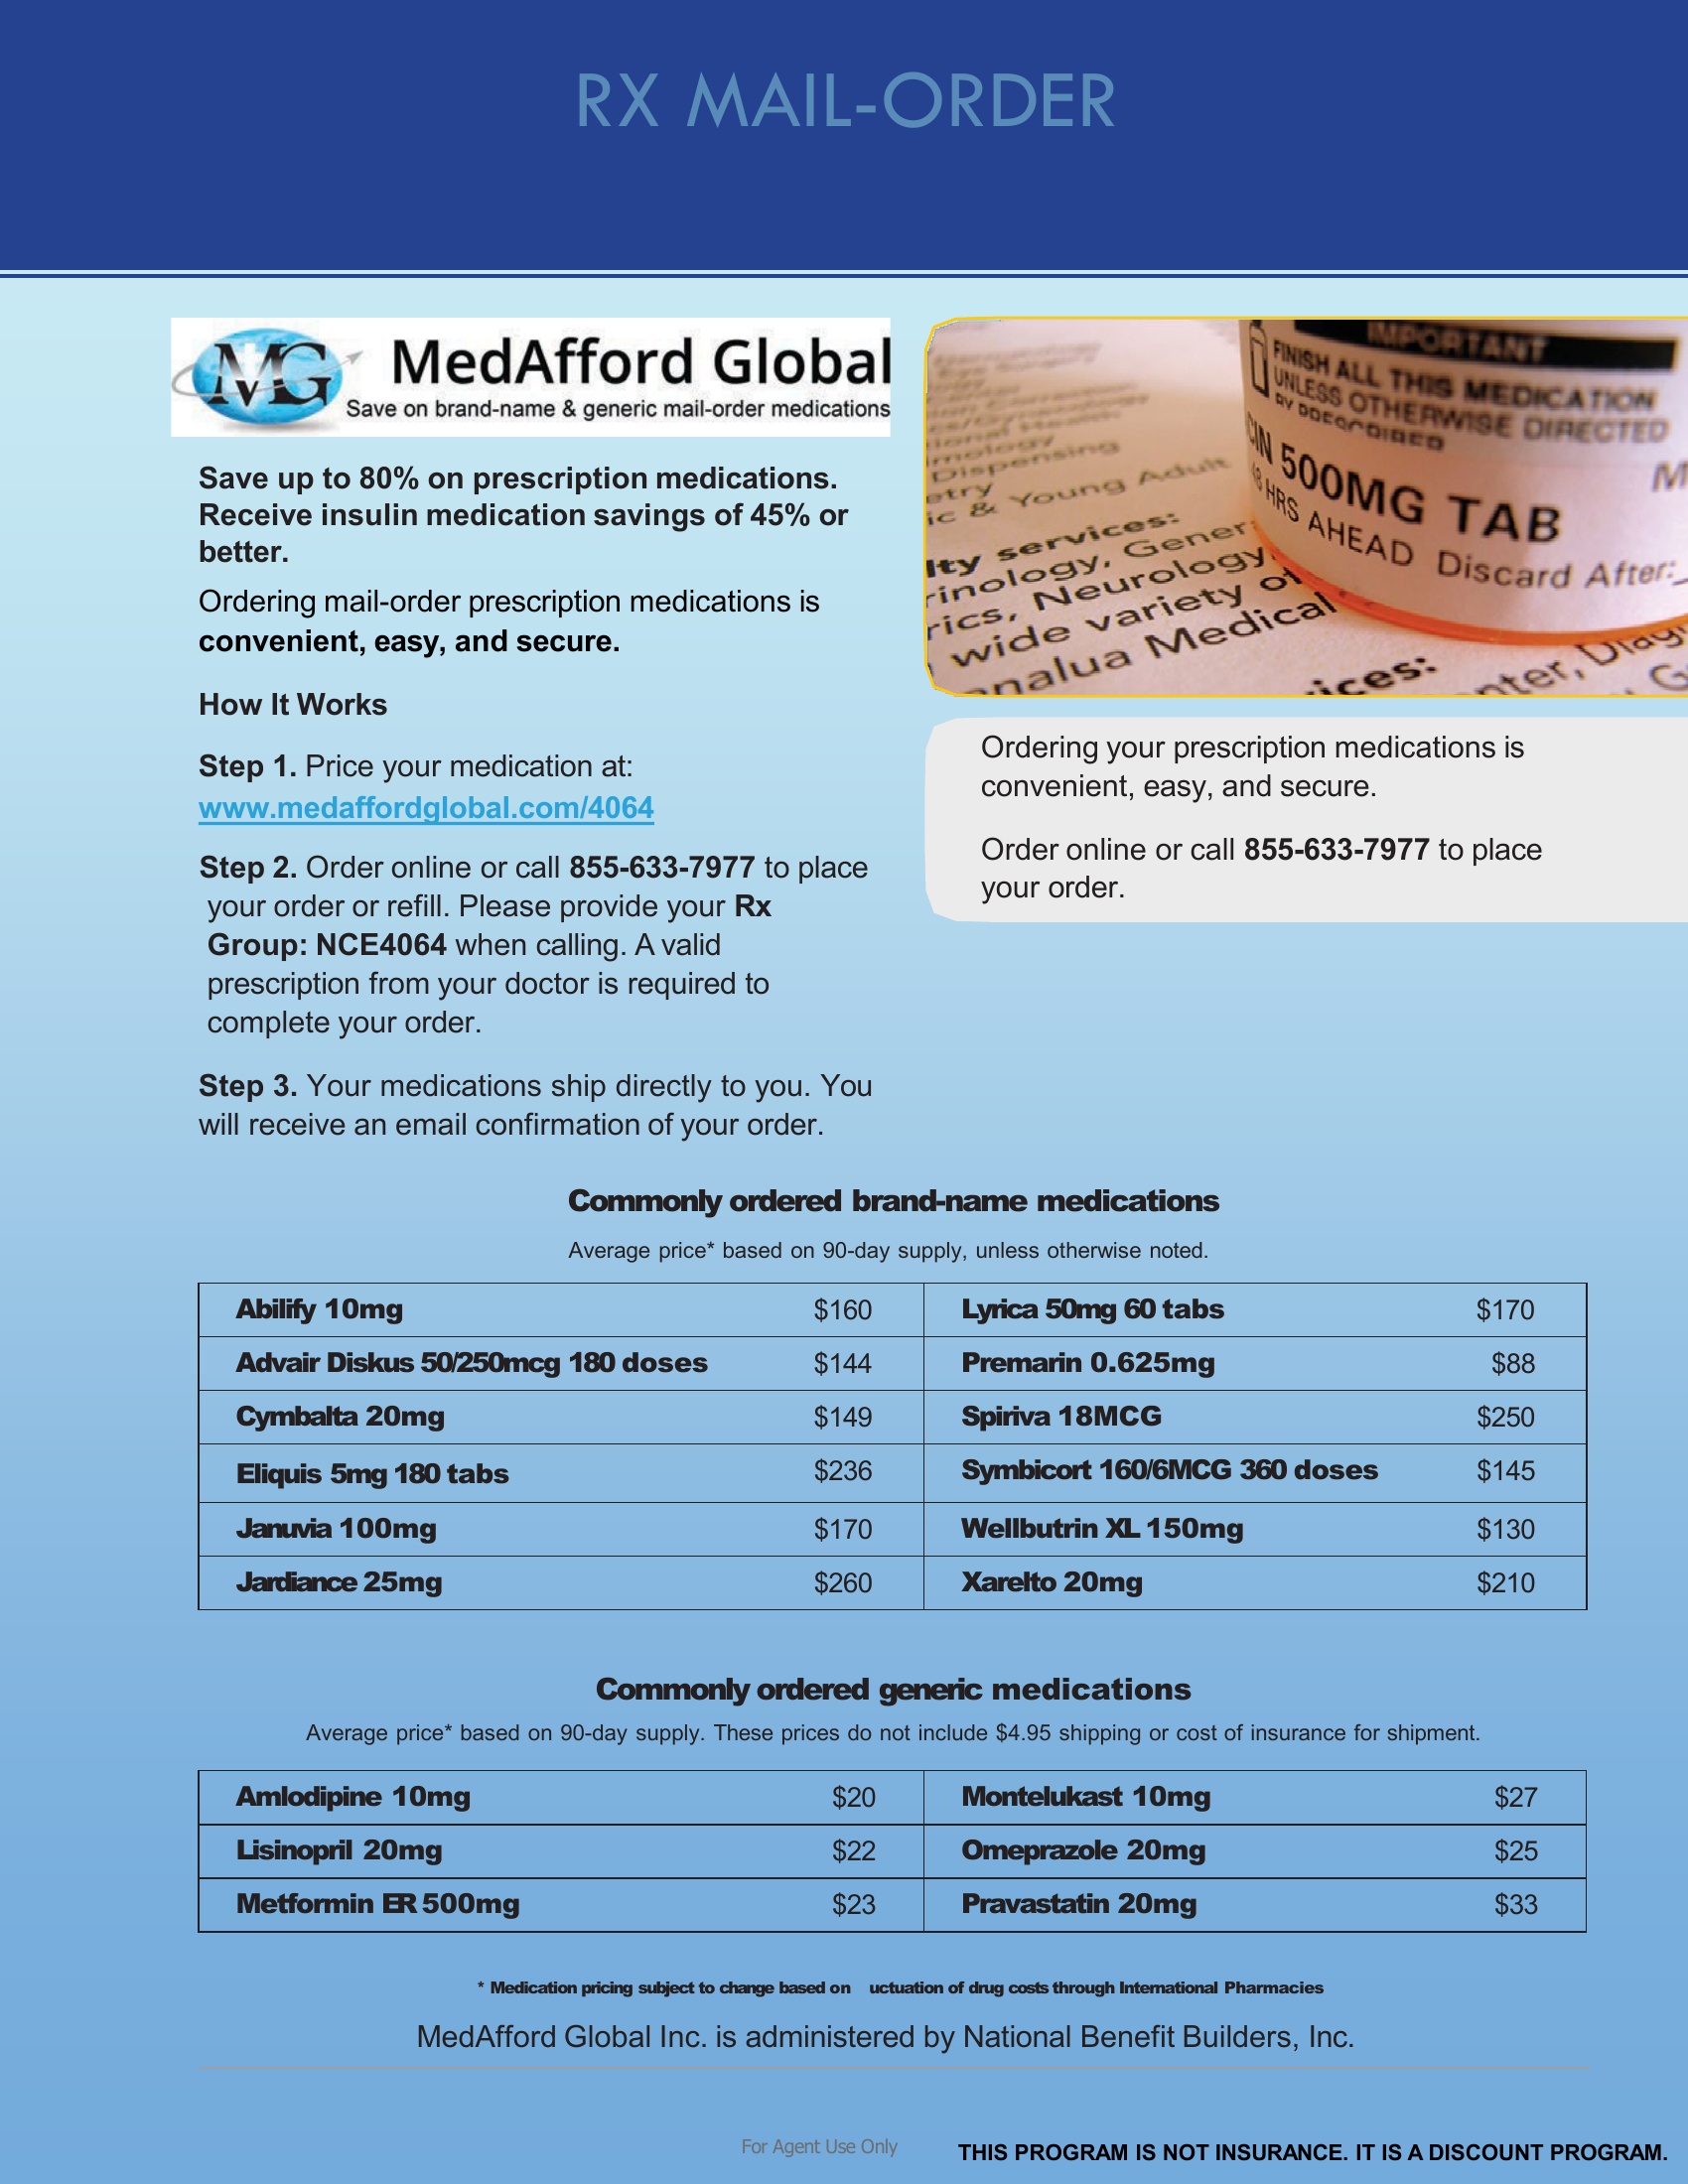 RX MAIL-ORDER
MG
MedAfford Global
Save on brand-name & generic mail-order medications
Save up to 80% on prescription medications.
Receive insulin medication savings of 45% or
better.
Ordering mail-order prescription medications is
convenient, easy, and secure.
How It Works
Step 1. Price your medication at:
www.medaffordglobal.com/4064
Step 2. Order online or call 855-633-7977 to place
your order or refill. Please provide your Rx
Group: NCE4064 when calling. A valid
prescription from your doctor is required to
complete your order.
Step 3. Your medications ship directly to you. You
will receive an email confirmation of your order.
IMPORTANT
FINISH ALL THIS MEDICATION
UNLESS OTHERWISE DIRECTED
BY PRESCRIBER
CIN 500MG TAB
HRS AHEAD Discard After:
Dispensing
etry
ic & Young Adult
lty services:
rinology, Gener
rics, Neurology,
wide variety of
analua Medical
ices:
nter, Diag
Ordering your prescription medications is
convenient, easy, and secure.
Order online or call 855-633-7977 to place
your order.
Commonly ordered brand-name medications
Average price* based on 90-day supply, unless otherwise noted.
Abilify 10mg $160 Lyrica 50mg 60 tabs $170
Advair Diskus 50/250mcg 180 doses $144 Premarin 0.625mg $88
Cymbalta 20mg $149 Spiriva 18MCG $250
Eliquis 5mg 180 tabs $236 Symbicort 160/6MCG 360 doses $145
Januvia 100mg $170 Wellbutrin XL 150mg $130
Jardiance 25mg $260 Xarelto 20mg $210
Commonly ordered generic medications
Average price* based on 90-day supply. These prices do not include $4.95 shipping or cost of insurance for shipment.
Amlodipine 10mg $20 Montelukast 10mg $27
Lisinopril 20mg $22 Omeprazole 20mg $25
Metformin ER 500mg $23 Pravastatin 20mg $33
* Medication pricing subject to change based on uctuation of drug costs through International Pharmacies
MedAfford Global Inc. is administered by National Benefit Builders, Inc.
For Agent Use Only
THIS PROGRAM IS NOT INSURANCE. IT IS A DISCOUNT PROGRAM.